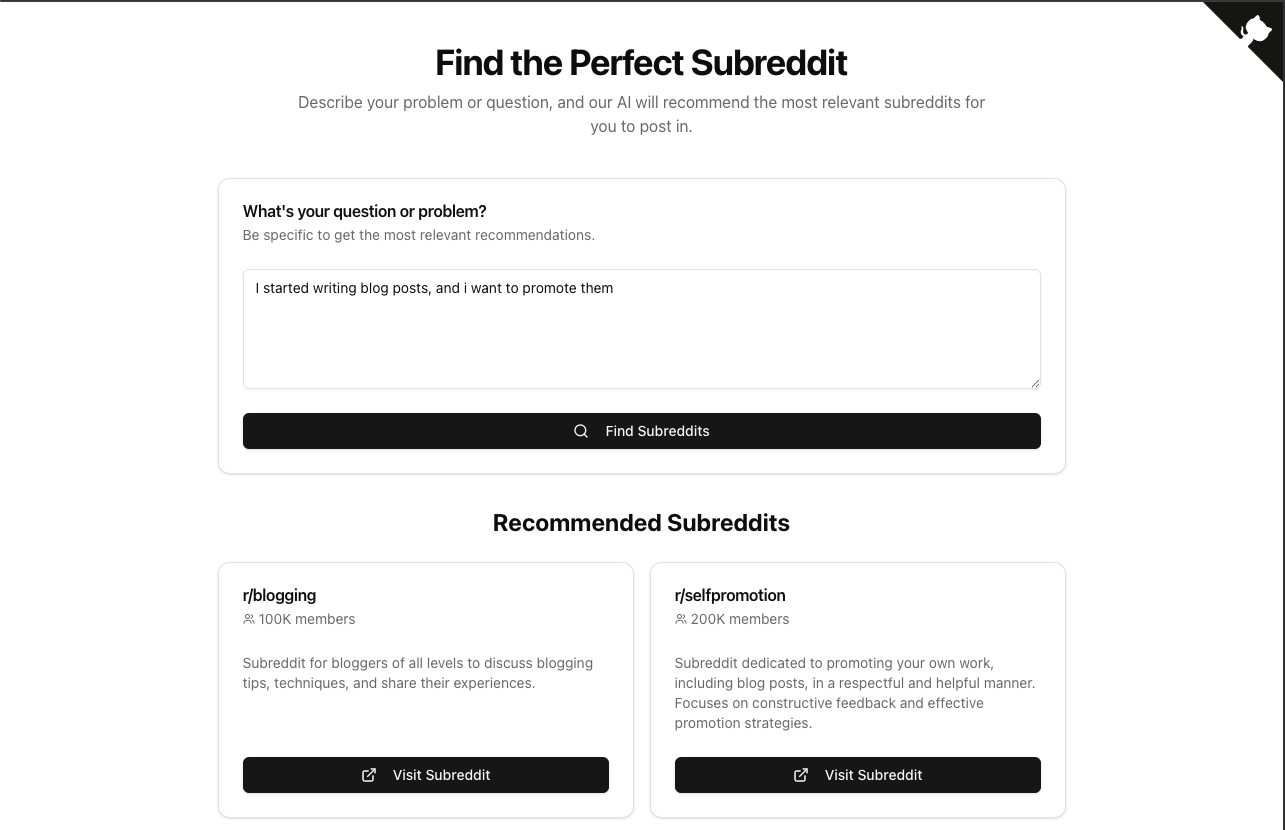 Find the Perfect Subreddit
Describe your problem or question, and our AI will recommend the most relevant subreddits for
you to post in.
What's your question or problem?
Be specific to get the most relevant recommendations.
I started writing blog posts, and i want to promote them
Find Subreddits
Recommended Subreddits
r/blogging
100K members
Subreddit for bloggers of all levels to discuss blogging
tips, techniques, and share their experiences.
Visit Subreddit
r/selfpromotion
200K members
Subreddit dedicated to promoting your own work,
including blog posts, in a respectful and helpful manner.
Focuses on constructive feedback and effective
promotion strategies.
Visit Subreddit